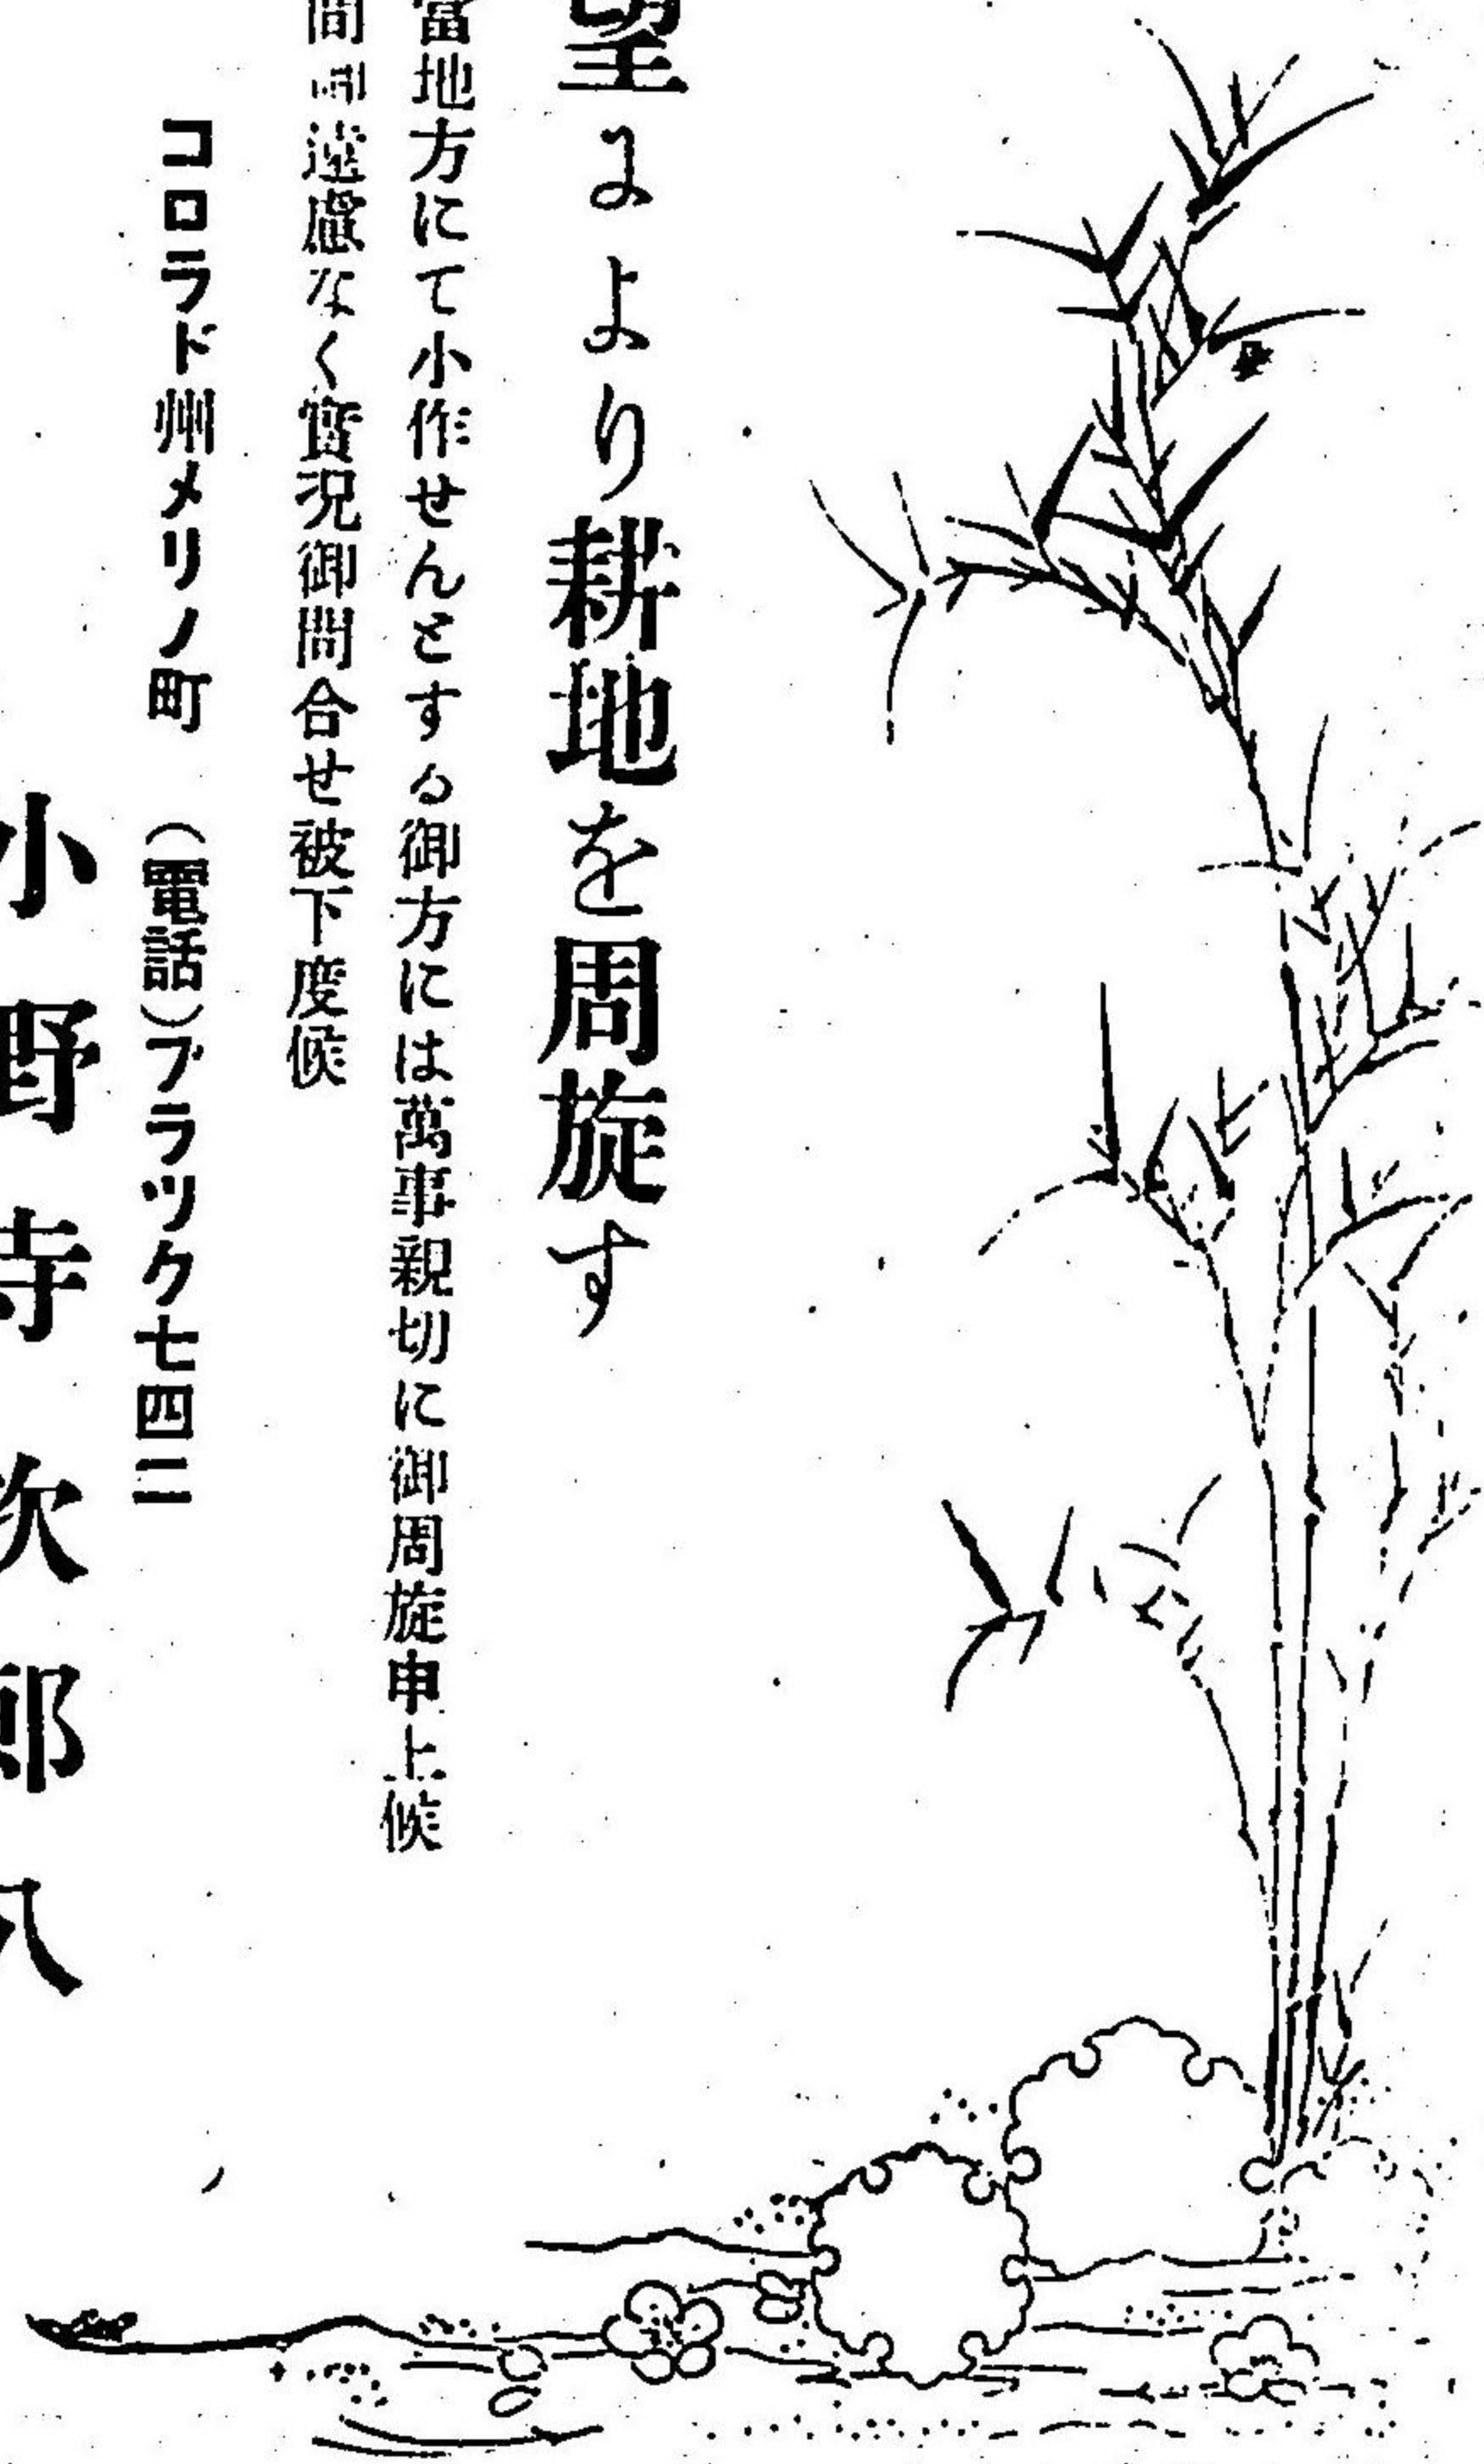 望により耕地を周旋す
當地方にて小作せんとする御方には萬事親切に御周旋申上候
間御遠慮なく實況御問合せ被下度候
コロラド州メリノ町 (電話)ブラツク七四二
小野寺次郎八